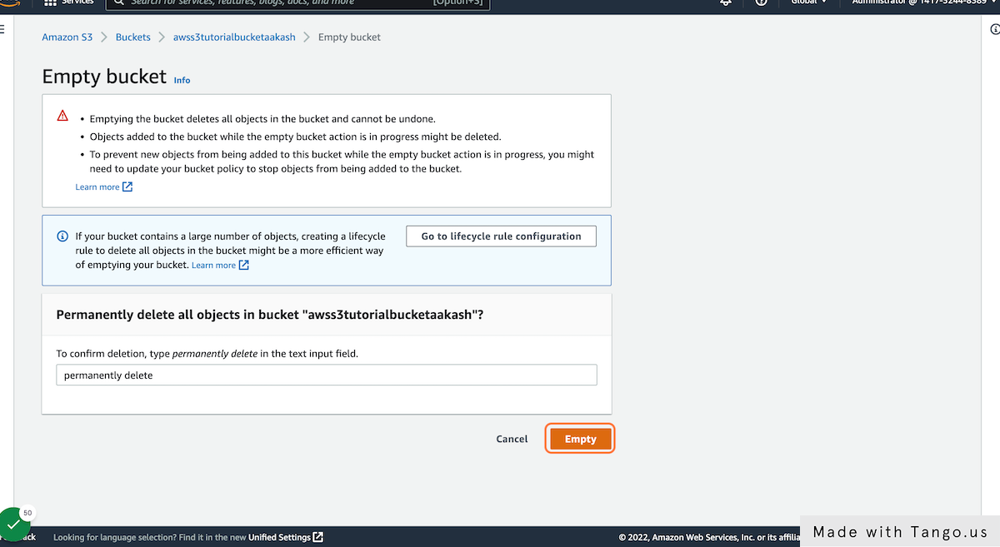 Services
Search for services, features, blogs, docs, and more
[Option+S]
Global
Administrator @ 1417-3244-8389
Amazon S3
Buckets
awss3tutorialbucketaakash
Empty bucket
Empty bucket Info
Emptying the bucket deletes all objects in the bucket and cannot be undone.
Objects added to the bucket while the empty bucket action is in progress might be deleted.
To prevent new objects from being added to this bucket while the empty bucket action is in progress, you might
need to update your bucket policy to stop objects from being added to the bucket.
Learn more
If your bucket contains a large number of objects, creating a lifecycle
rule to delete all objects in the bucket might be a more efficient way
of emptying your bucket. Learn more
Go to lifecycle rule configuration
Permanently delete all objects in bucket "awss3tutorialbucketaakash"?
To confirm deletion, type permanently delete in the text input field.
permanently delete
Cancel
Empty
50
Looking for language selection? Find it in the new Unified Settings
© 2022, Amazon Web Services, Inc. or its affilia
Made with Tango.us